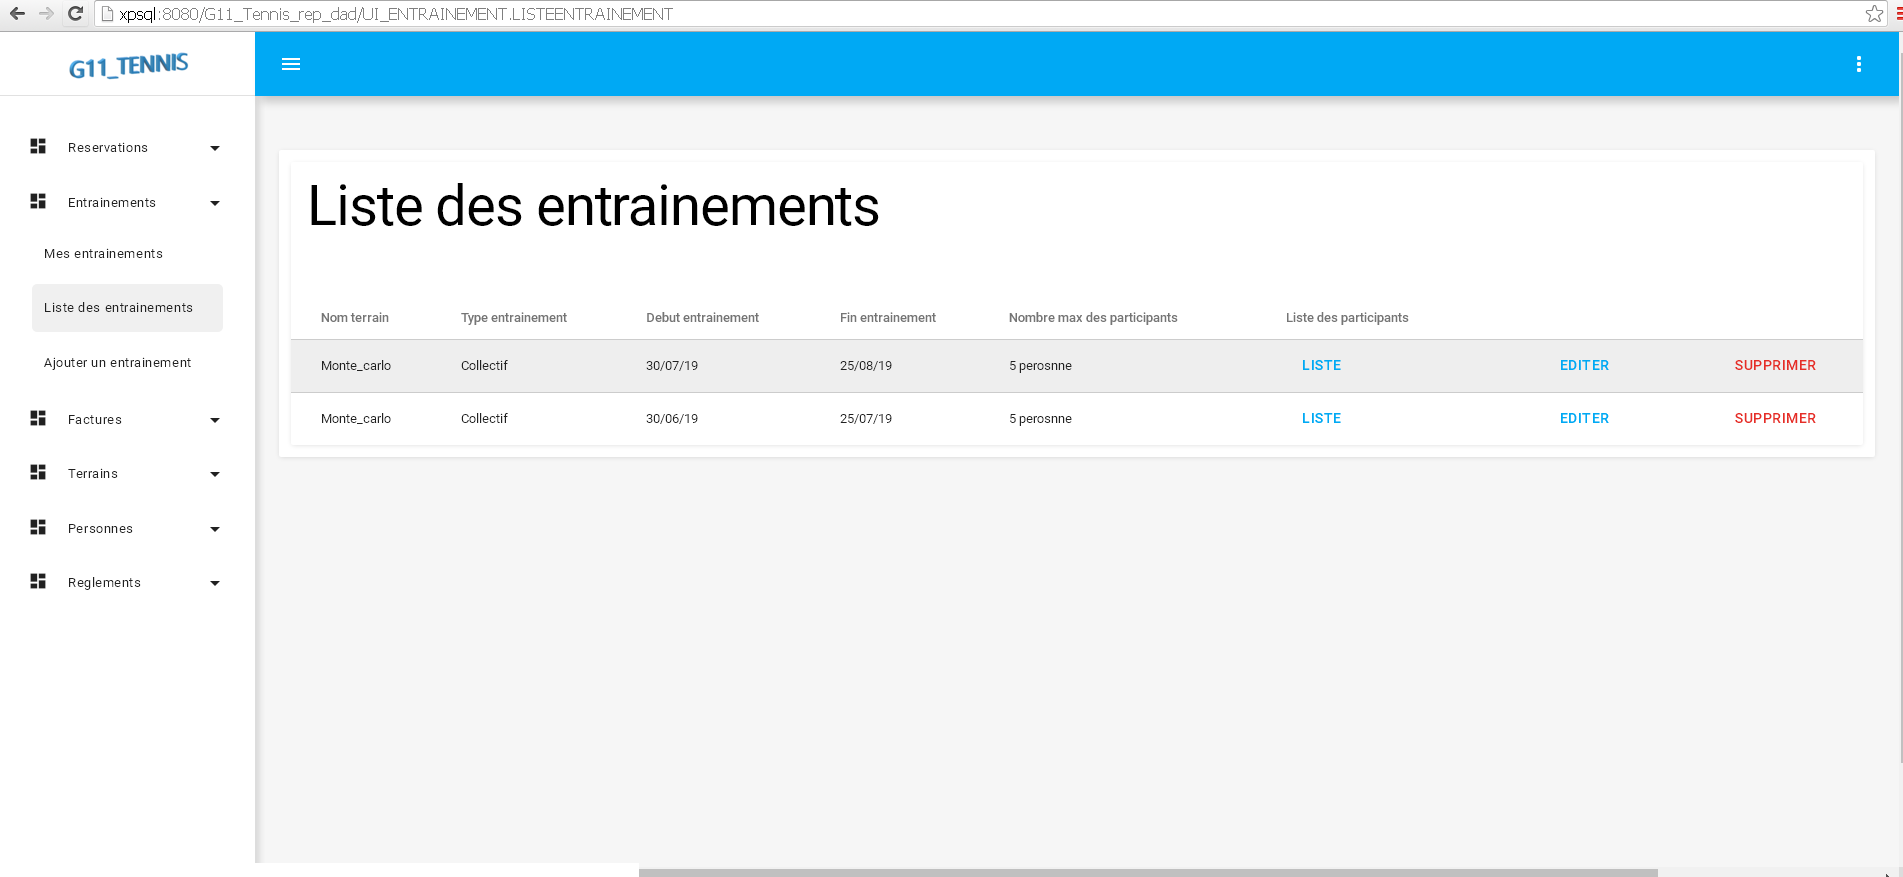 xpsql:8080/G11_Tennis_rep_dad/UI_ENTRAINEMENT.LISTEENTRAINEMENT
G11_TENNIS
Reservations
Entrainements
Mes entrainements
Liste des entrainements
Ajouter un entrainement
Factures
Terrains
Personnes
Reglements
Liste des entrainements
Nom terrain Type entrainement Debut entrainement Fin entrainement Nombre max des participants Liste des participants
Monte_carlo Collectif 30/07/19 25/08/19 5 perosnne LISTE EDITER SUPPRIMER
Monte_carlo Collectif 30/06/19 25/07/19 5 perosnne LISTE EDITER SUPPRIMER